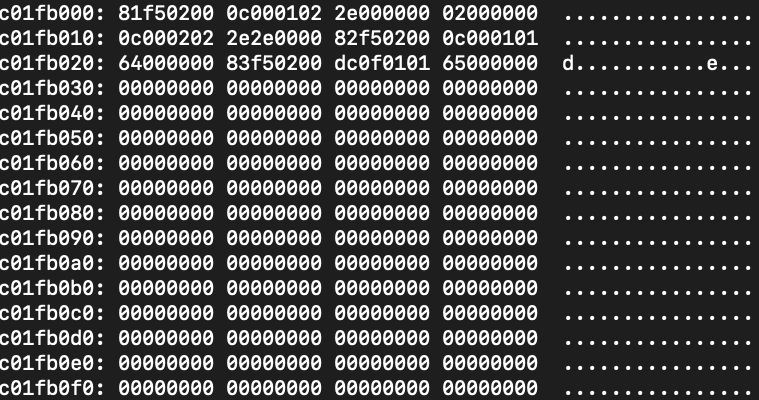 c01fb000: 81f50200 0c000102 2e000000 02000000  ................
c01fb010: 0c000202 2e2e0000 82f50200 0c000101  ................
c01fb020: 64000000 83f50200 dc0f0101 65000000  d...........e...
c01fb030: 00000000 00000000 00000000 00000000  ................
c01fb040: 00000000 00000000 00000000 00000000  ................
c01fb050: 00000000 00000000 00000000 00000000  ................
c01fb060: 00000000 00000000 00000000 00000000  ................
c01fb070: 00000000 00000000 00000000 00000000  ................
c01fb080: 00000000 00000000 00000000 00000000  ................
c01fb090: 00000000 00000000 00000000 00000000  ................
c01fb0a0: 00000000 00000000 00000000 00000000  ................
c01fb0b0: 00000000 00000000 00000000 00000000  ................
c01fb0c0: 00000000 00000000 00000000 00000000  ................
c01fb0d0: 00000000 00000000 00000000 00000000  ................
c01fb0e0: 00000000 00000000 00000000 00000000  ................
c01fb0f0: 00000000 00000000 00000000 00000000  ................